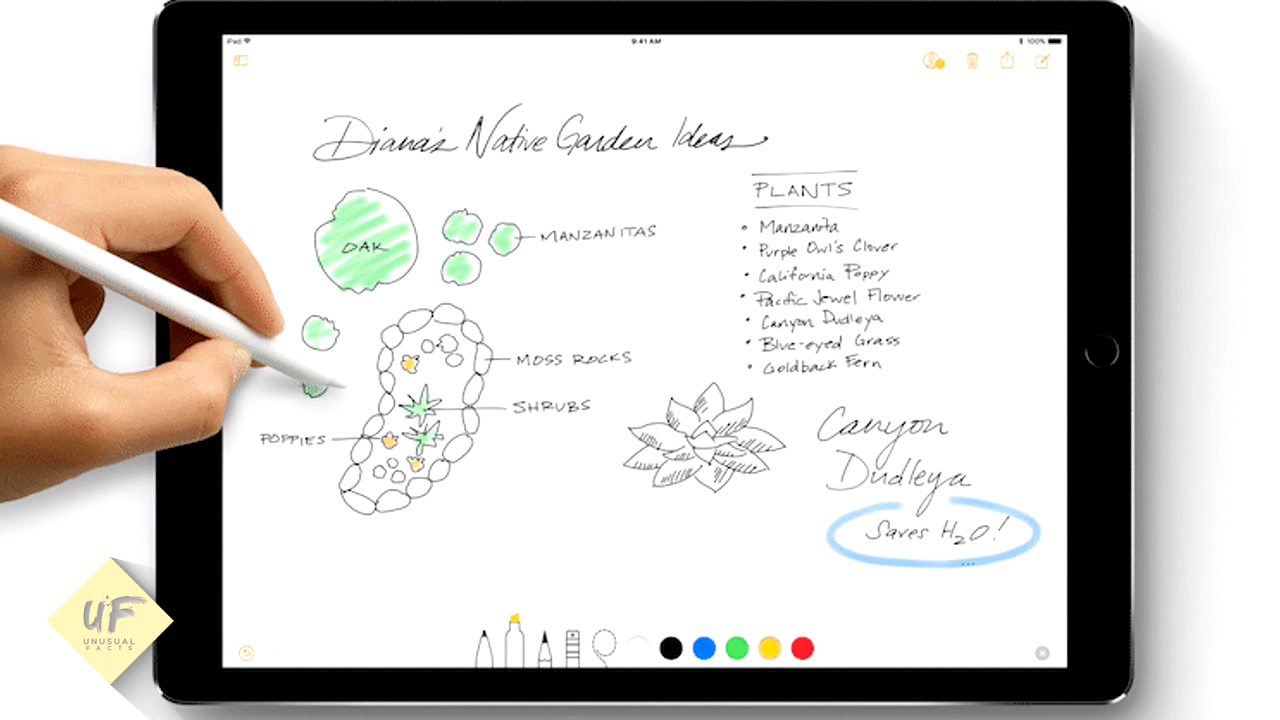 iPad
9:41 AM
100%
Diana's Native Garden Ideas
PLANTS
• Manzanita
• Purple Owl's Clover
• California Poppy
• Pacific Jewel Flower
• Canyon Dudleya
• Blue-eyed Grass
• Goldback Fern
OAK
MANZANITAS
MOSS ROCKS
SHRUBS
POPPIES
Canyon
Dudleya
Saves H₂O!
UF
UNUSUAL
FACTS